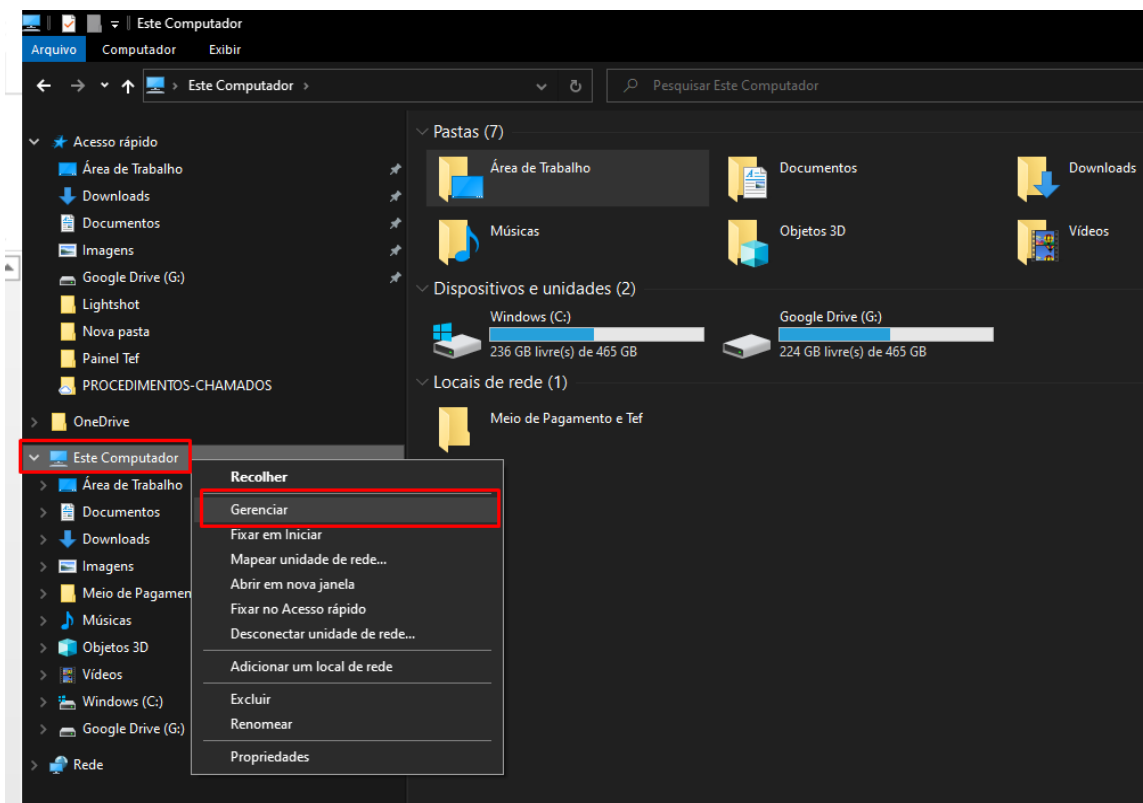 Este Computador
Arquivo Computador Exibir
Este Computador
Pesquisar Este Computador
Acesso rápido
Área de Trabalho
Downloads
Documentos
Imagens
Google Drive (G:)
Lightshot
Nova pasta
Painel Tef
PROCEDIMENTOS-CHAMADOS
OneDrive
Este Computador
Área de Trabalho
Documentos
Downloads
Imagens
Meio de Pagamen
Músicas
Objetos 3D
Vídeos
Windows (C:)
Google Drive (G:)
Rede
Recolher
Gerenciar
Fixar em Iniciar
Mapear unidade de rede...
Abrir em nova janela
Fixar no Acesso rápido
Desconectar unidade de rede...
Adicionar um local de rede
Excluir
Renomear
Propriedades
Pastas (7)
Área de Trabalho
Documentos
Downloads
Músicas
Objetos 3D
Vídeos
Dispositivos e unidades (2)
Windows (C:)
236 GB livre(s) de 465 GB
Google Drive (G:)
224 GB livre(s) de 465 GB
Locais de rede (1)
Meio de Pagamento e Tef